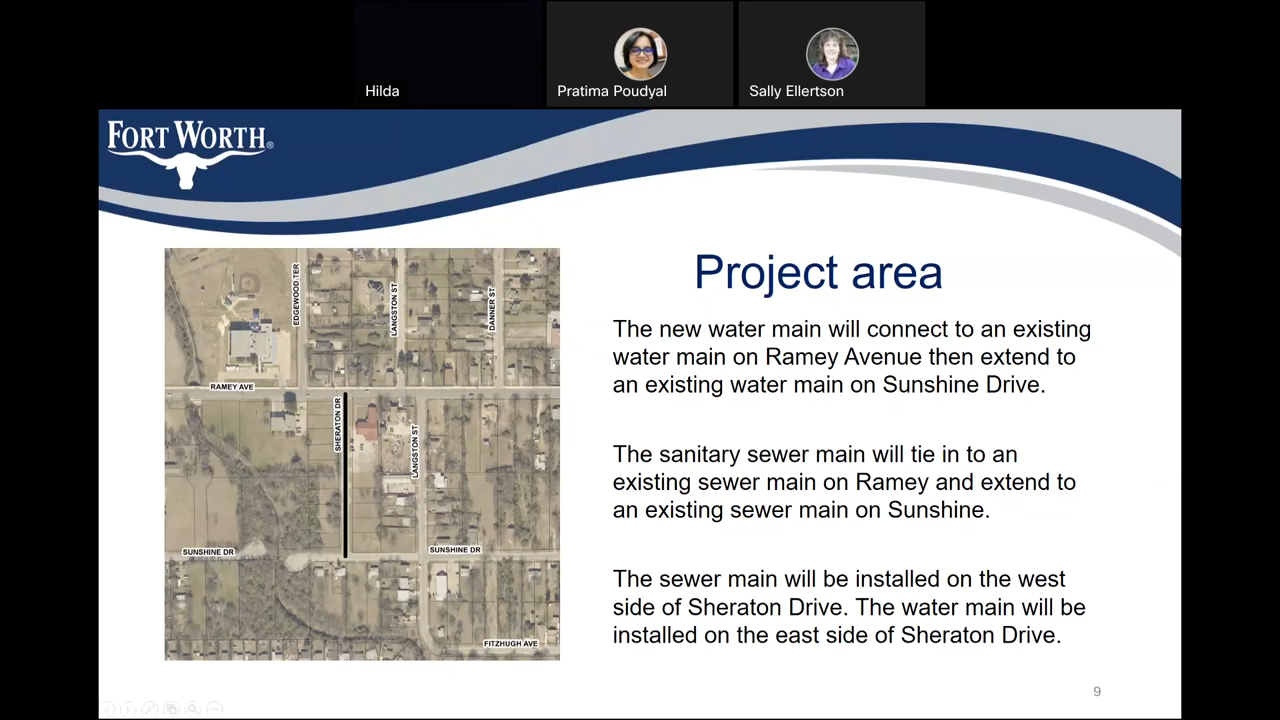 Hilda
Pratima Poudyal
Sally Ellertson
FORT WORTH®
Project area
The new water main will connect to an existing
water main on Ramey Avenue then extend to
an existing water main on Sunshine Drive.
The sanitary sewer main will tie in to an
existing sewer main on Ramey and extend to
an existing sewer main on Sunshine.
The sewer main will be installed on the west
side of Sheraton Drive. The water main will be
installed on the east side of Sheraton Drive.
EDGEWOOD TER
LANGSTON ST
DANNER ST
RAMEY AVE
SHERATON DR
LANGSTON ST
SUNSHINE DR
SUNSHINE DR
FITZHUGH AVE
9